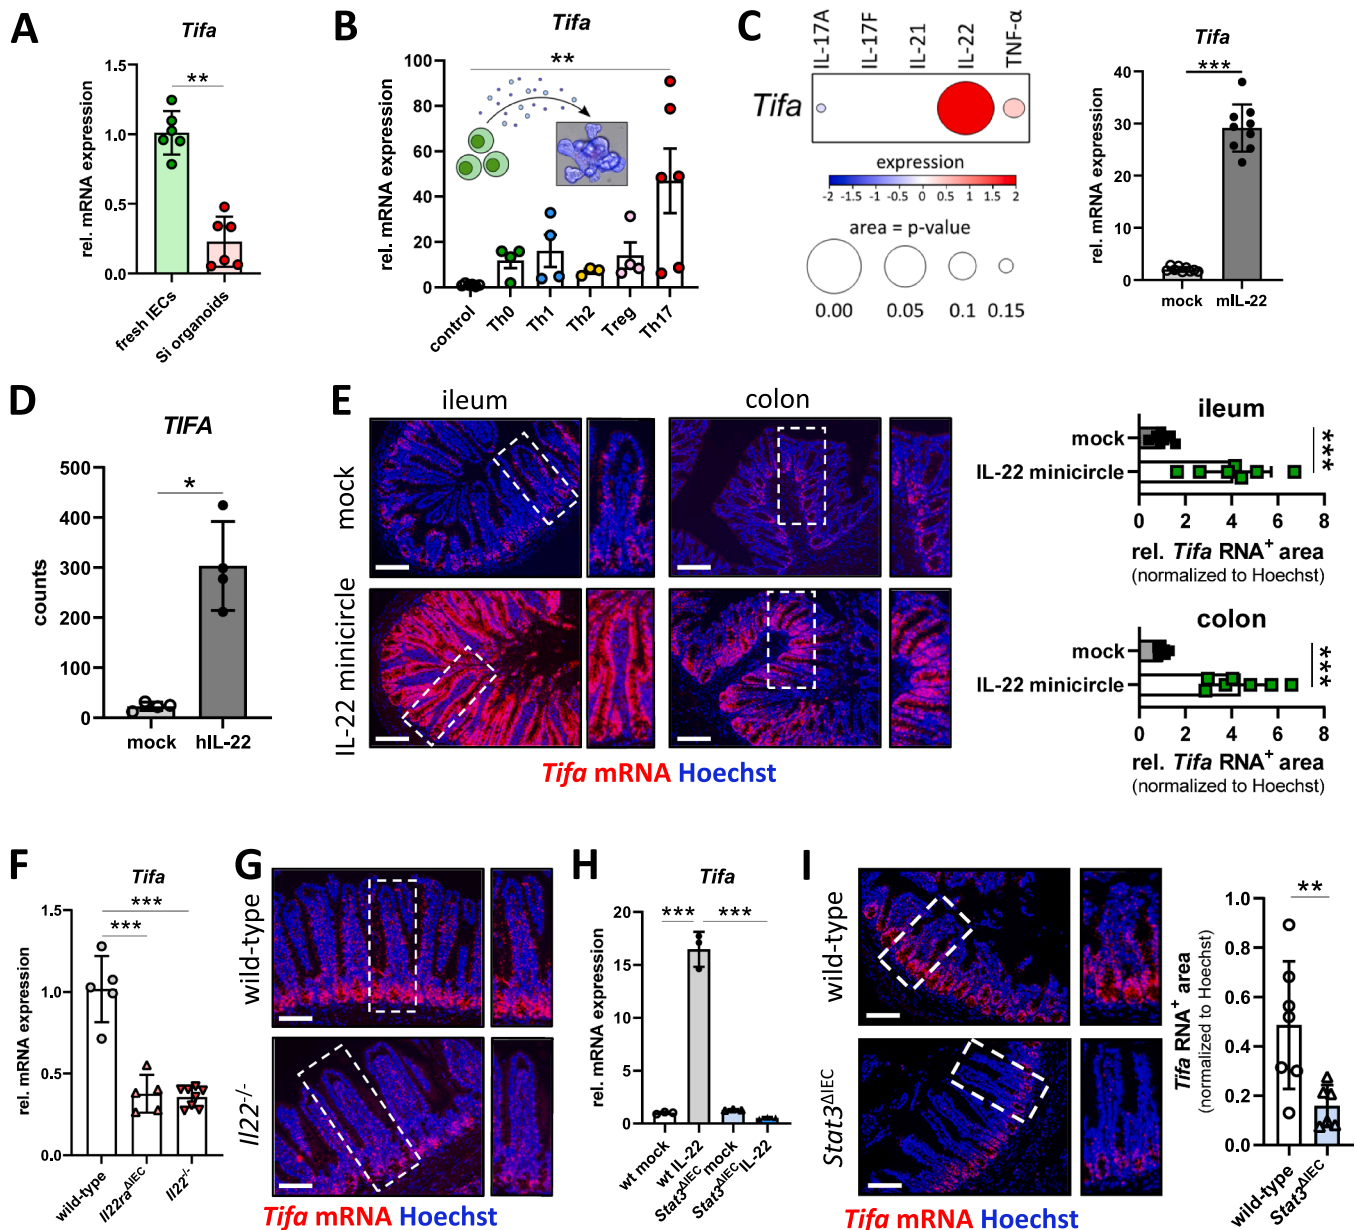 A
Tifa
rel. mRNA expression
1.5
1.0
0.5
0.0
**
fresh IECs
Si organoids
B
Tifa
rel. mRNA expression
100
80
60
40
20
0
**
control
Th0
Th1
Th2
Treg
Th17
C
IL-17A
IL-17F
IL-21
IL-22
TNF-α
Tifa
expression
-2 -1.5 -1 -0.5 0 0.5 1 1.5 2
area = p-value
0.00 0.05 0.1 0.15
Tifa
rel. mRNA expression
40
30
20
10
0
***
mock mIL-22
D
TIFA
counts
500
400
300
200
100
0
*
mock hIL-22
E
ileum colon
mock
IL-22 minicircle
Tifa mRNA Hoechst
ileum
mock
IL-22 minicircle
***
0 2 4 6 8
rel. Tifa RNA+ area
(normalized to Hoechst)
colon
mock
IL-22 minicircle
***
0 2 4 6 8
rel. Tifa RNA+ area
(normalized to Hoechst)
F
Tifa
rel. mRNA expression
1.5
1.0
0.5
0.0
***
***
wild-type
Il22raΔIEC
Il22-/-
G
wild-type
Il22-/-
Tifa mRNA Hoechst
H
Tifa
rel. mRNA expression
20
15
10
5
0
*** ***
wt mock
wt IL-22
Stat3ΔIEC mock
Stat3ΔIEC IL-22
I
wild-type
Stat3ΔIEC
Tifa mRNA Hoechst
Tifa RNA+ area
(normalized to Hoechst)
1.0
0.8
0.6
0.4
0.2
0.0
**
wild-type
Stat3ΔIEC